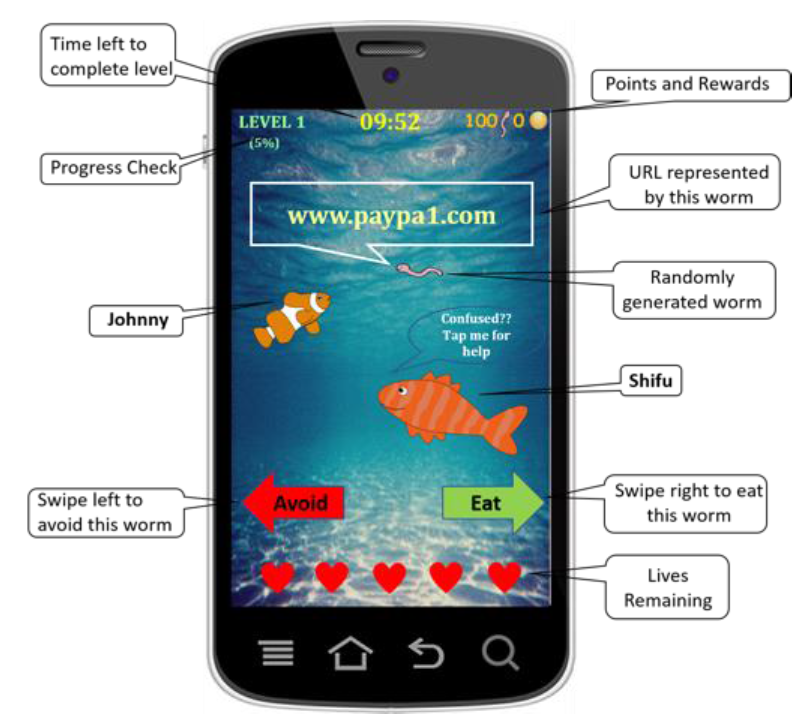 Time left to
complete level
Points and Rewards
LEVEL 1
09:52
100 0
(5%)
Progress Check
URL represented
by this worm
www.paypa1.com
Randomly
generated worm
Johnny
Confused??
Tap me for
help
Shifu
Swipe left to
avoid this worm
Avoid
Eat
Swipe right to eat
this worm
Lives
Remaining